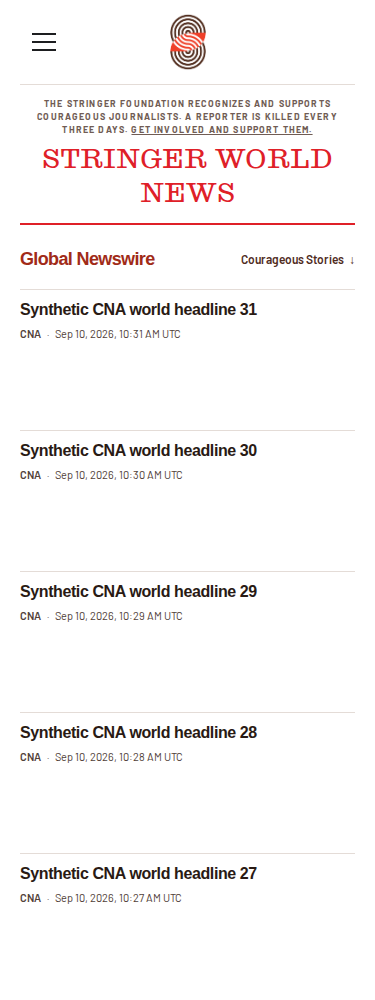 THE STRINGER FOUNDATION RECOGNIZES AND SUPPORTS
COURAGEOUS JOURNALISTS. A REPORTER IS KILLED EVERY
THREE DAYS. GET INVOLVED AND SUPPORT THEM.
STRINGER WORLD
NEWS
Global Newswire Courageous Stories ↓
Synthetic CNA world headline 31
CNA · Sep 10, 2026, 10:31 AM UTC
Synthetic CNA world headline 30
CNA · Sep 10, 2026, 10:30 AM UTC
Synthetic CNA world headline 29
CNA · Sep 10, 2026, 10:29 AM UTC
Synthetic CNA world headline 28
CNA · Sep 10, 2026, 10:28 AM UTC
Synthetic CNA world headline 27
CNA · Sep 10, 2026, 10:27 AM UTC